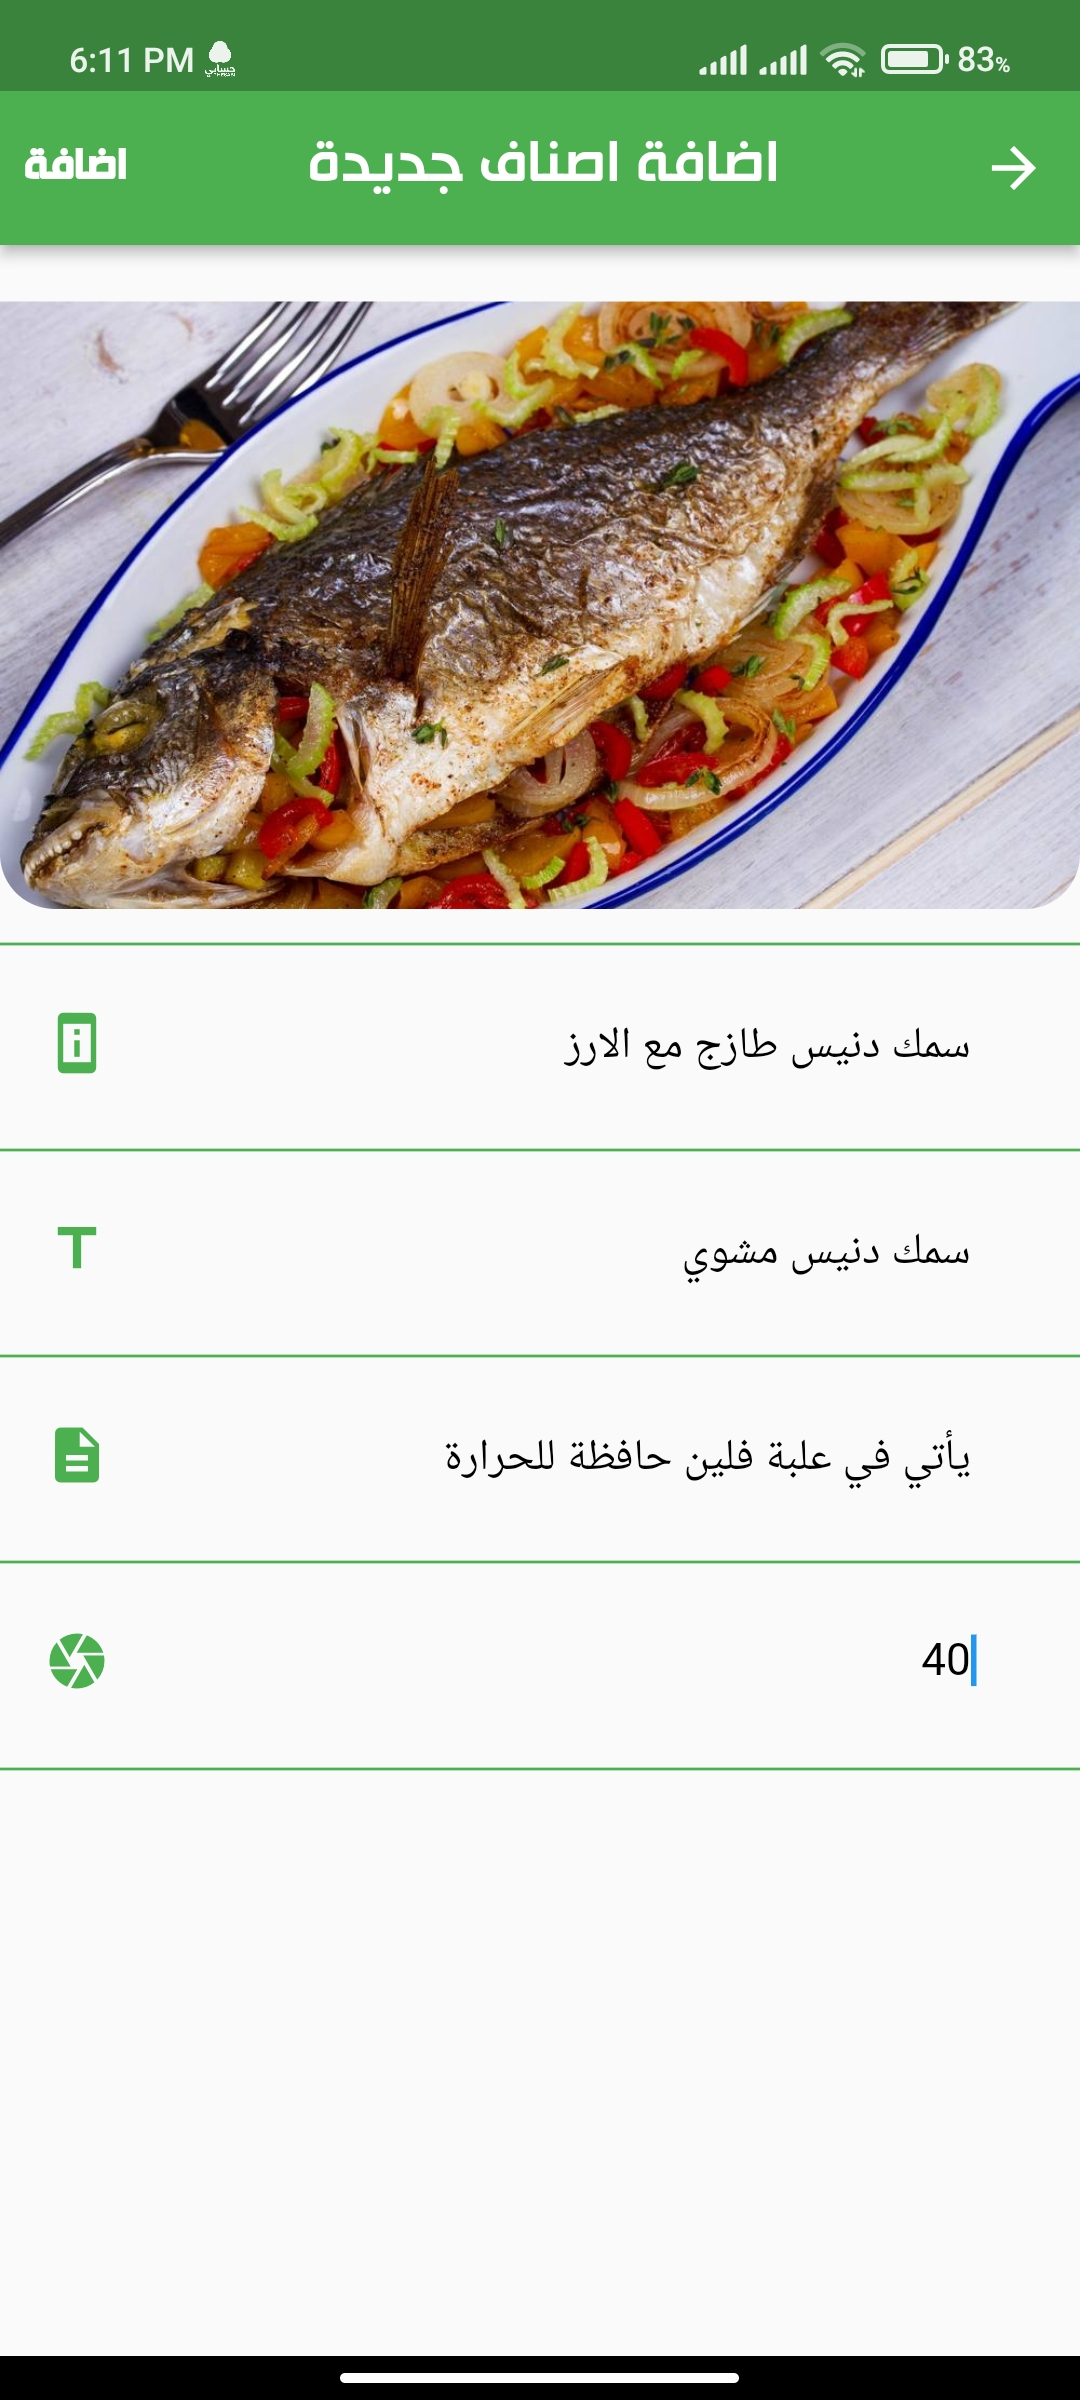 6:11 PM حسابي 83%
اضافة اصناف جديدة
اضافة
سمك دنيس طازج مع الارز
سمك دنيس مشوي
يأتي في علبة فلين حافظة للحرارة
40